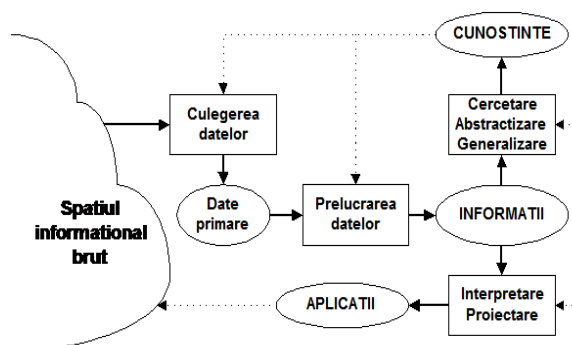 CUNOSTINTE
Culegerea
datelor
Cercetare
Abstractizare
Generalizare
Spatiul
informational
brut
Date
primare
Prelucrarea
datelor
INFORMATII
APLICATII
Interpretare
Proiectare